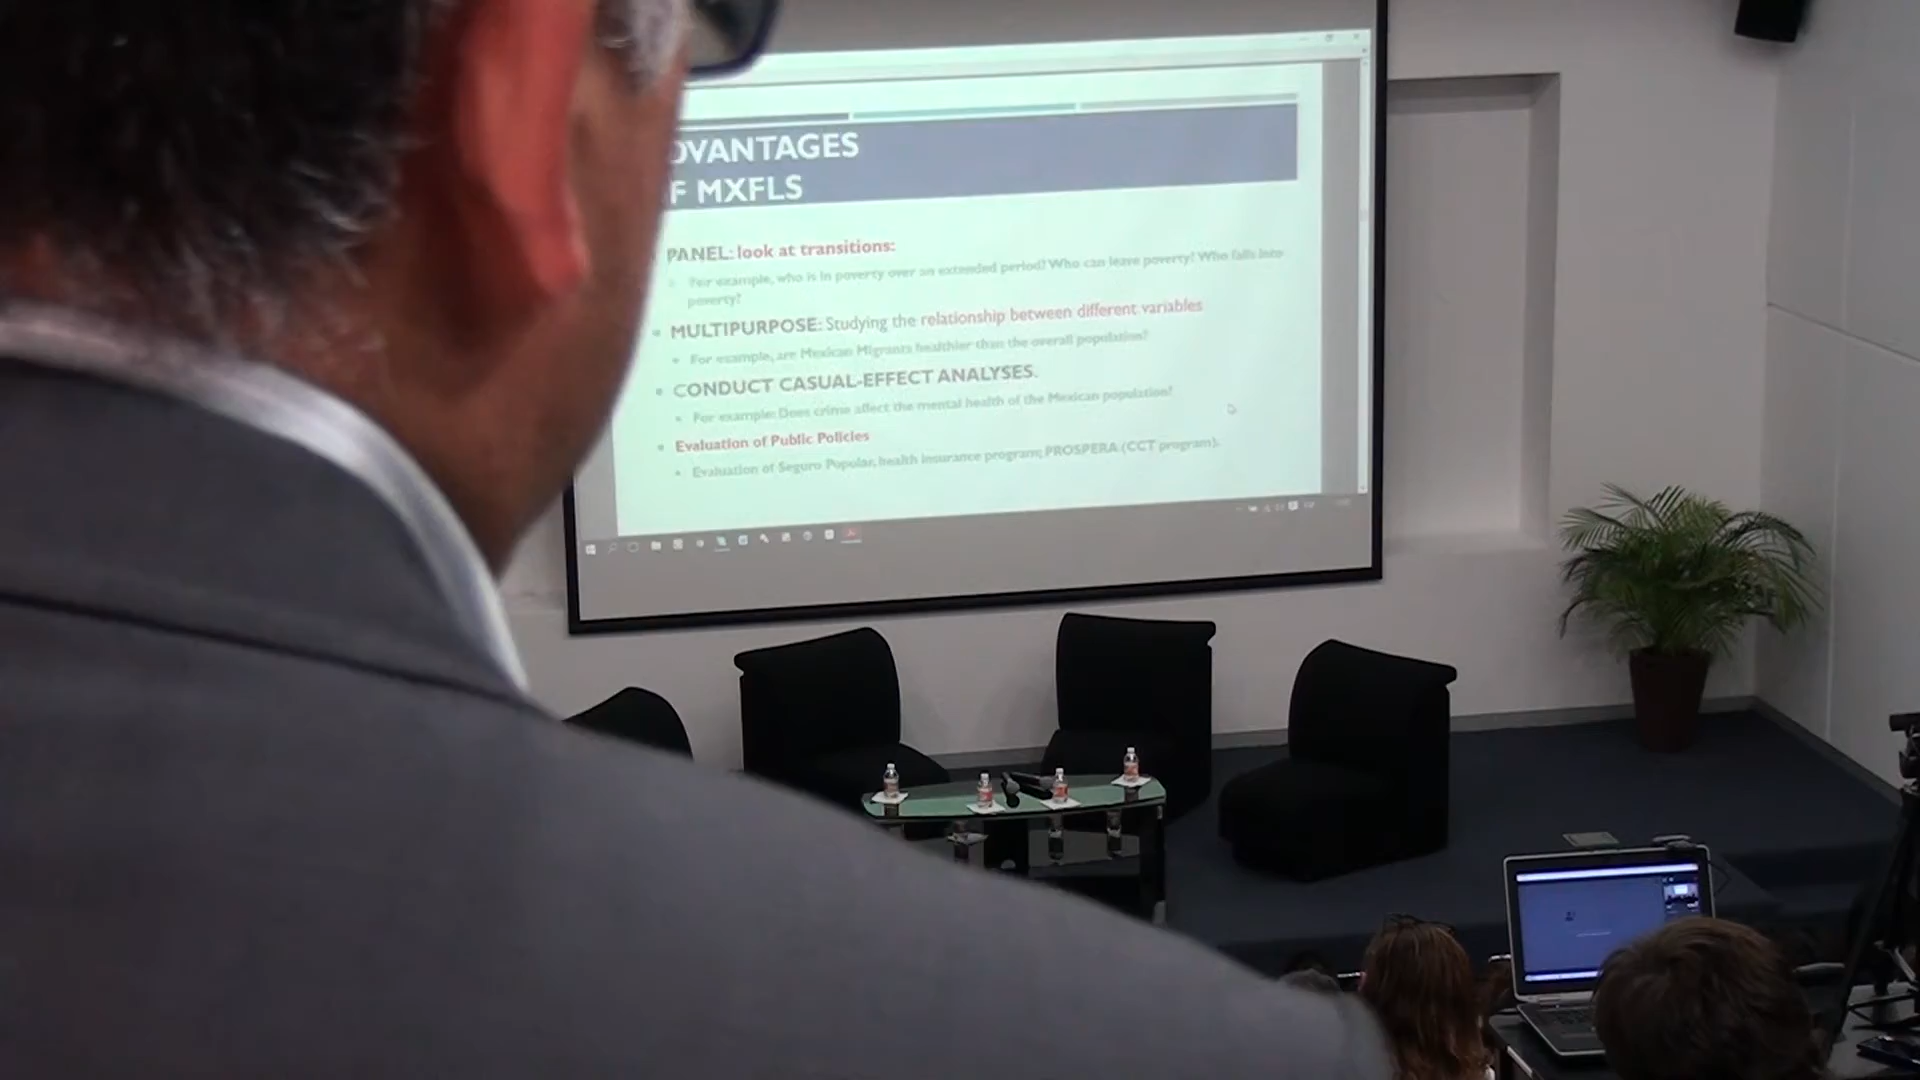 DVANTAGES
F MXFLS
PANEL: look at transitions:
For example, who is in poverty over an extended period? Who can leave poverty? Who falls into
poverty?
MULTIPURPOSE: Studying the relationship between different variables
For example, are Mexican Migrants healthier than the overall population?
CONDUCT CASUAL-EFFECT ANALYSES.
For example: Does crime affect the mental health of the Mexican population?
Evaluation of Public Policies
Evaluation of Seguro Popular, health insurance program; PROSPERA (CCT program).